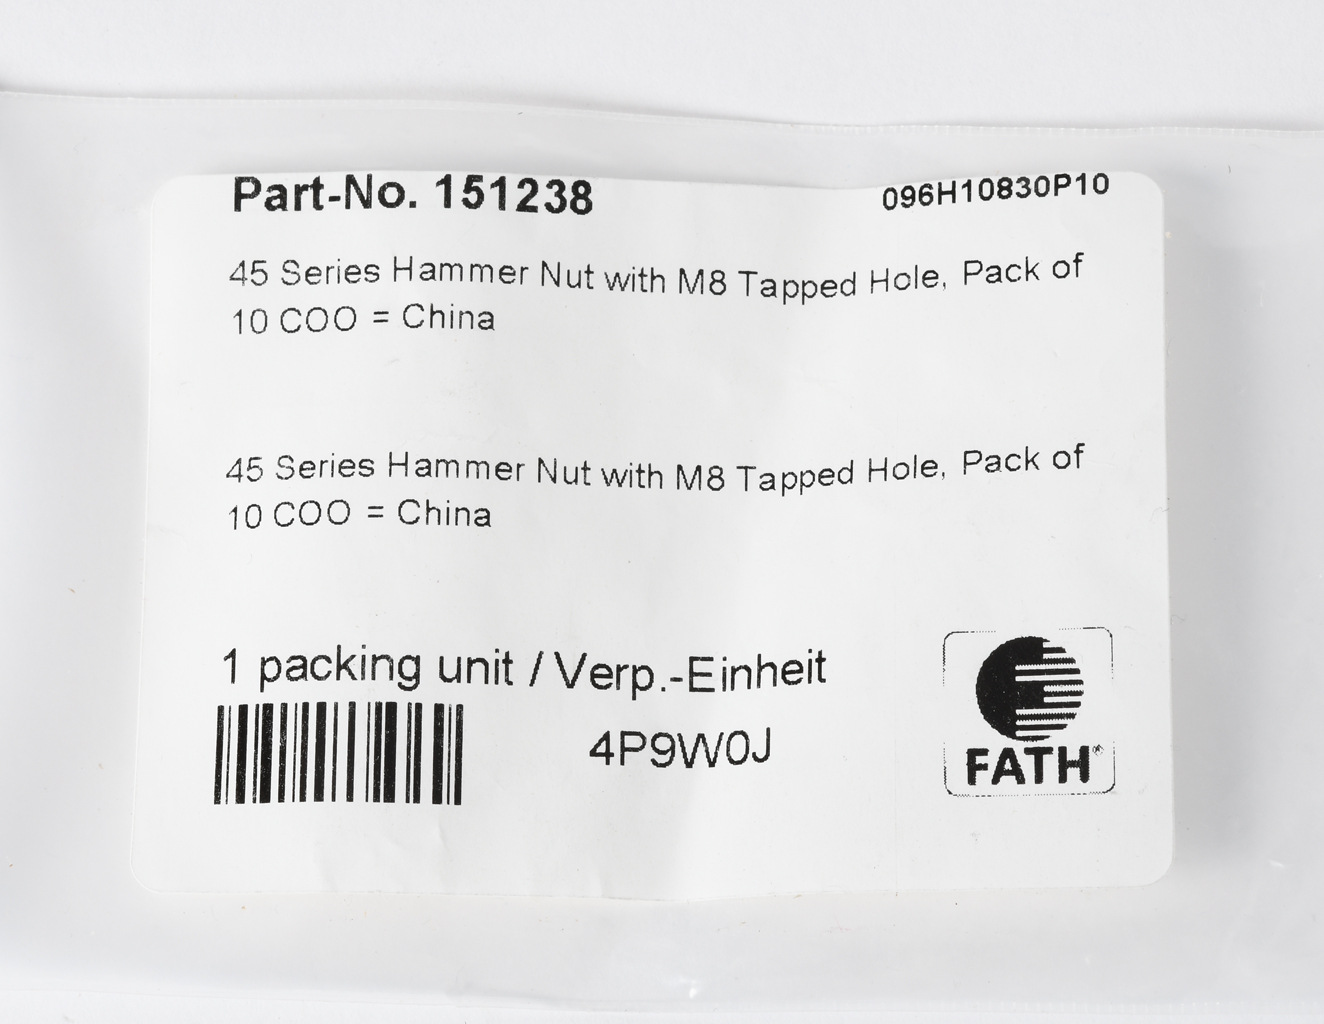 Part-No. 151238
096H10830P10
45 Series Hammer Nut with M8 Tapped Hole, Pack of
10 COO = China
45 Series Hammer Nut with M8 Tapped Hole, Pack of
10 COO = China
1 packing unit / Verp.-Einheit
4P9W0J
FATH®